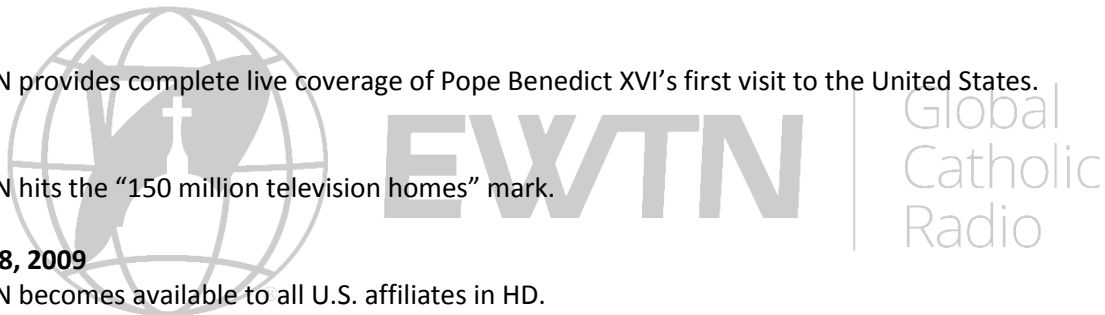 N provides complete live coverage of Pope Benedict XVI’s first visit to the United States.
N hits the “150 million television homes” mark.
8, 2009
N becomes available to all U.S. affiliates in HD.
EWTN
Global
Catholic
Radio
®